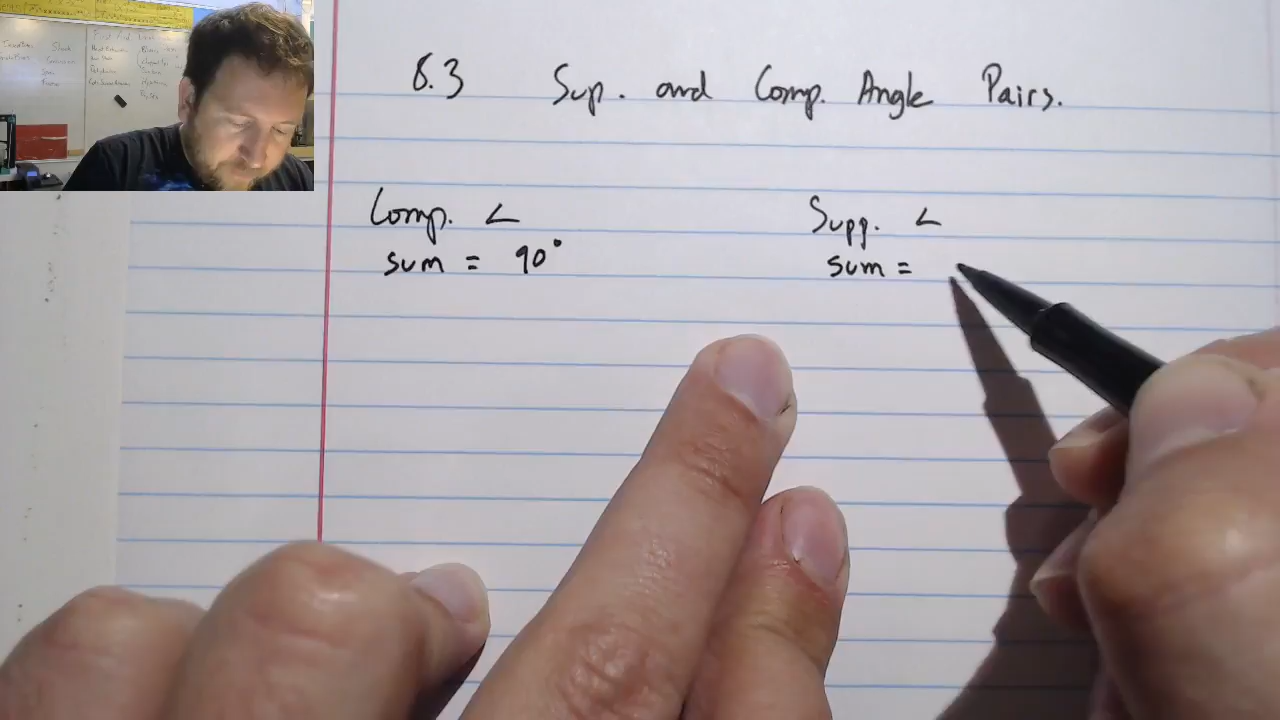 8.3 Sup. and Comp. Angle Pairs.
Comp. ∠
sum = 90°
Supp. ∠
sum =